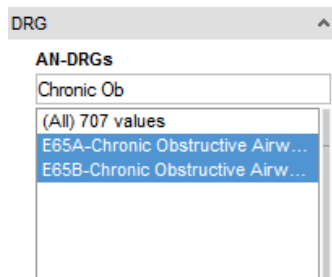 DRG
AN-DRGs
Chronic Ob
(All) 707 values
E65A-Chronic Obstructive Airw...
E65B-Chronic Obstructive Airw...